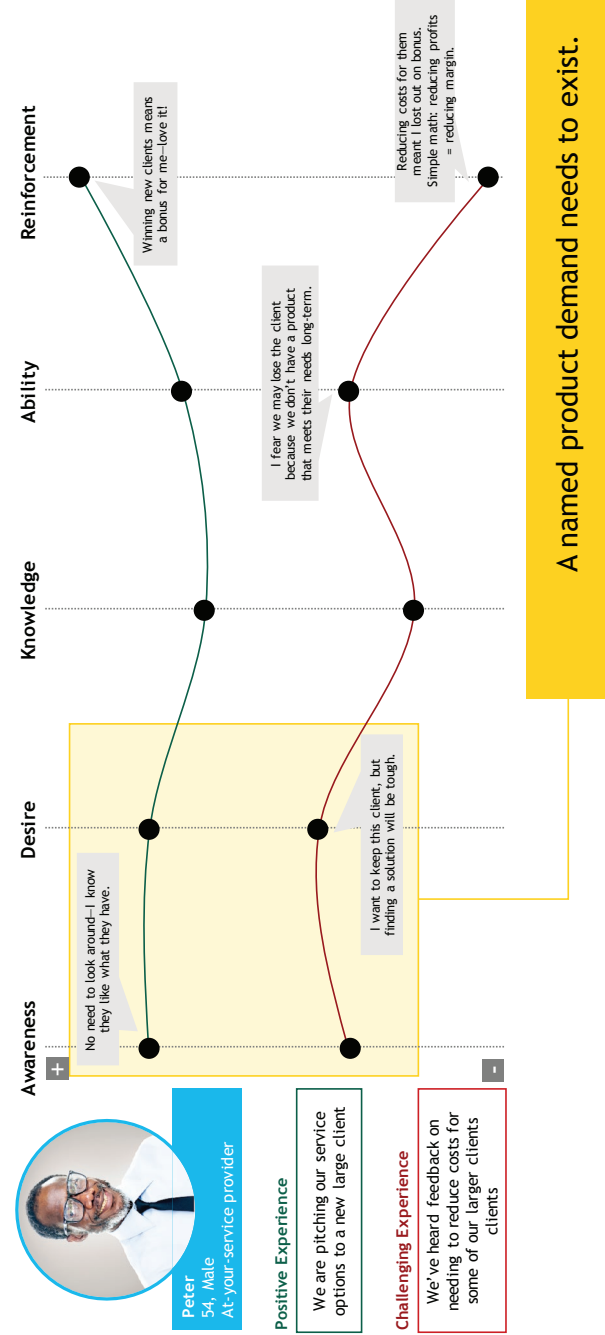 Peter
54, Male
At-your-service provider
Positive Experience
We are pitching our service
options to a new large client
Challenging Experience
We've heard feedback on
needing to reduce costs for
some of our larger clients
clients
Awareness
Desire
Knowledge
Ability
Reinforcement
+
No need to look around—I know
they like what they have.
Winning new clients means
a bonus for me—love it!
I want to keep this client, but
finding a solution will be tough.
I fear we may lose the client
because we don't have a product
that meets their needs long-term.
Reducing costs for them
meant I lost out on bonus.
Simple math: reducing profits
= reducing margin.
-
A named product demand needs to exist.